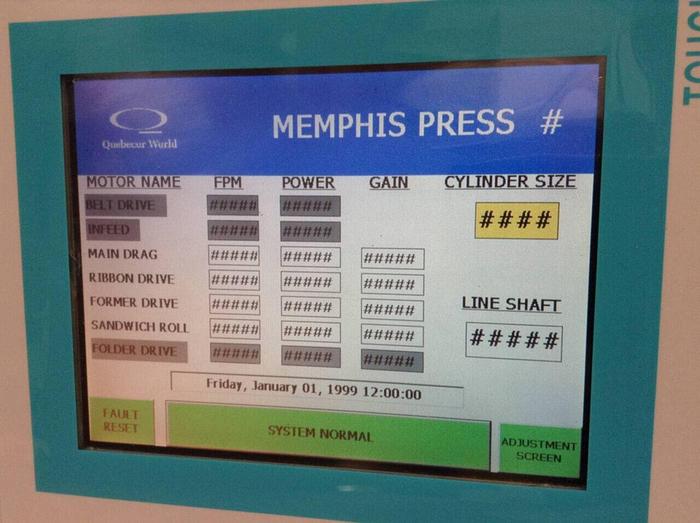 TOUC
Quebecor World
MEMPHIS PRESS #
MOTOR NAME FPM POWER GAIN CYLINDER SIZE
BELT DRIVE ##### ##### ####
INFEED ##### #####
MAIN DRAG ##### ##### #####
RIBBON DRIVE ##### ##### #####
FORMER DRIVE ##### ##### ##### LINE SHAFT
SANDWICH ROLL ##### ##### ##### #####
FOLDER DRIVE ##### ##### #####
Friday, January 01, 1999 12:00:00
FAULT RESET
SYSTEM NORMAL
ADJUSTMENT SCREEN